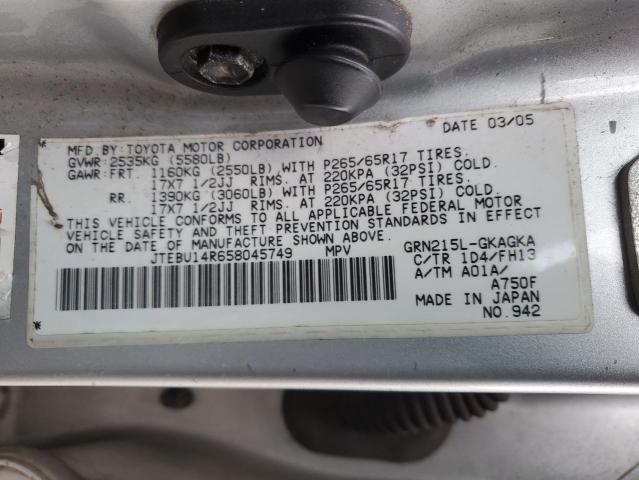 DATE 03/05
MFD BY: TOYOTA MOTOR CORPORATION
GVWR: 2535KG (5580LB)
GAWR: FRT. 1160KG (2550LB) WITH P265/65R17 TIRES.
17X7 1/2JJ RIMS. AT 220KPA (32PSI) COLD.
RR. 1390KG (3060LB) WITH P265/65R17 TIRES.
17X7 1/2JJ RIMS. AT 220KPA (32PSI) COLD.
THIS VEHICLE CONFORMS TO ALL APPLICABLE FEDERAL MOTOR
VEHICLE SAFETY AND THEFT PREVENTION STANDARDS IN EFFECT
ON THE DATE OF MANUFACTURE SHOWN ABOVE.
JTEBU14R658045749 MPV GRN215L-GKAGKA
C/TR 1D4/FH13
A/TM A01A/
A750F
MADE IN JAPAN
NO.942